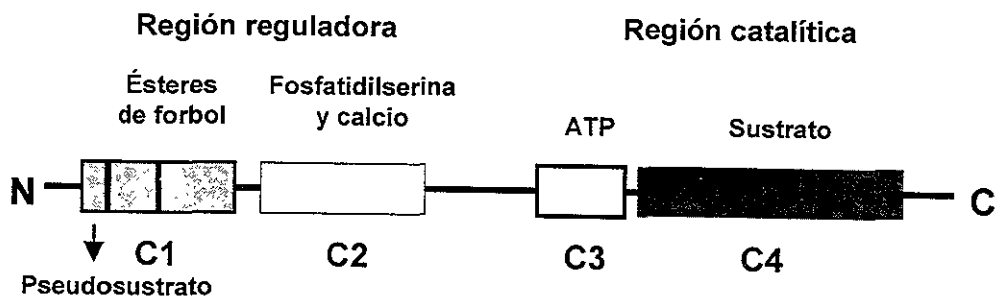 Región reguladora
Región catalítica
Ésteres
de forbol
Fosfatidilserina
y calcio
ATP
Sustrato
N
C
C1
C2
C3
C4
Pseudosustrato